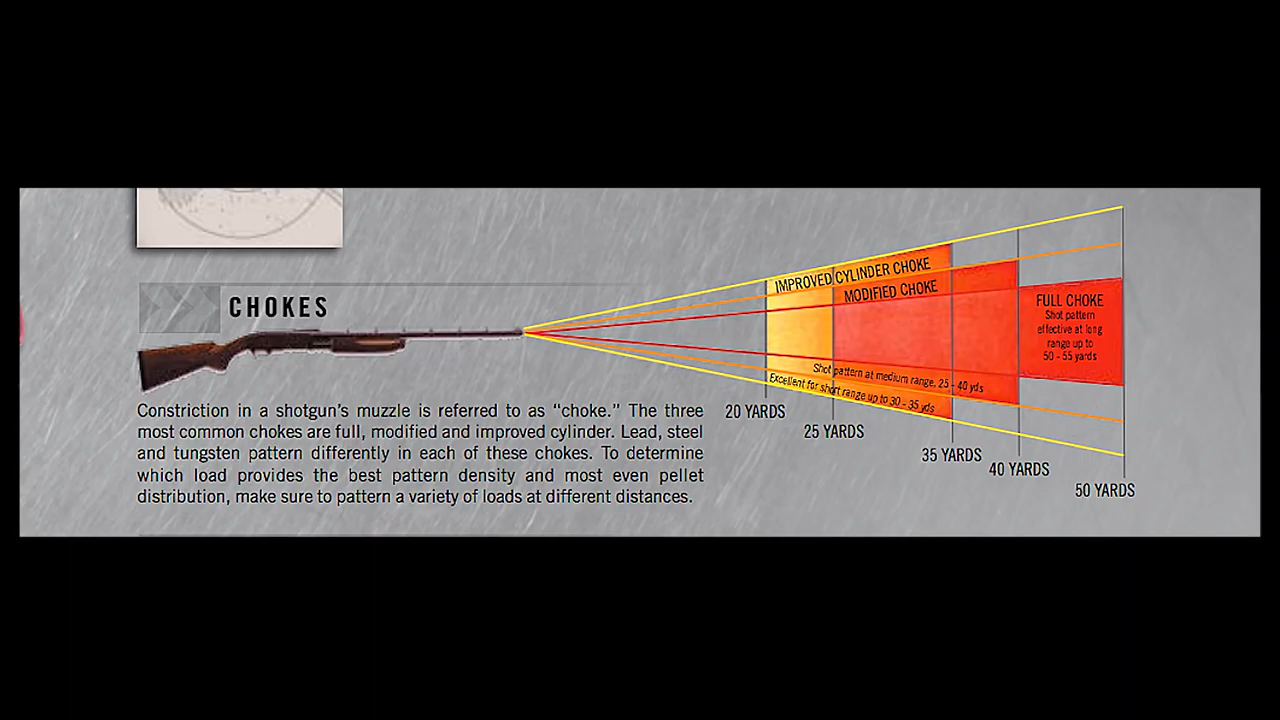 CHOKES
Constriction in a shotgun's muzzle is referred to as “choke.” The three
most common chokes are full, modified and improved cylinder. Lead, steel
and tungsten pattern differently in each of these chokes. To determine
which load provides the best pattern density and most even pellet
distribution, make sure to pattern a variety of loads at different distances.
IMPROVED CYLINDER CHOKE
MODIFIED CHOKE
FULL CHOKE
Shot pattern
effective at long
range up to
50 - 55 yards
Shot pattern at medium range, 25 - 40 yds
Excellent for short range up to 30 - 35 yds
20 YARDS
25 YARDS
35 YARDS
40 YARDS
50 YARDS